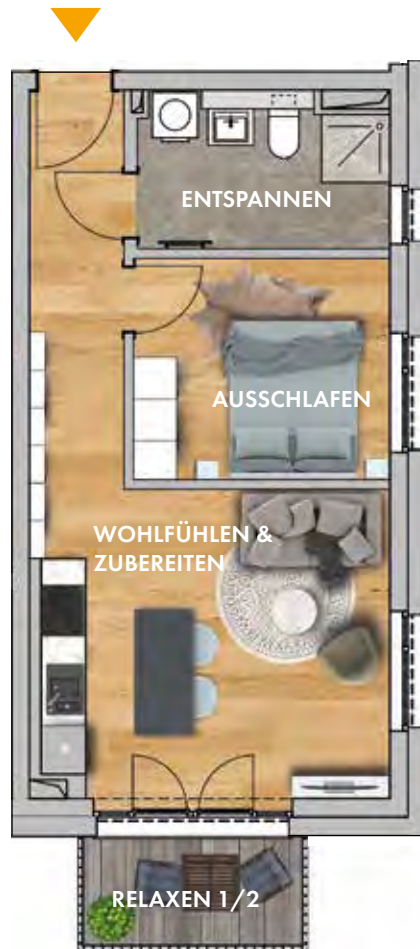 ENTSPANNEN
AUSSCHLAFEN
WOHLFÜHLEN &
ZUBEREITEN
RELAXEN 1/2